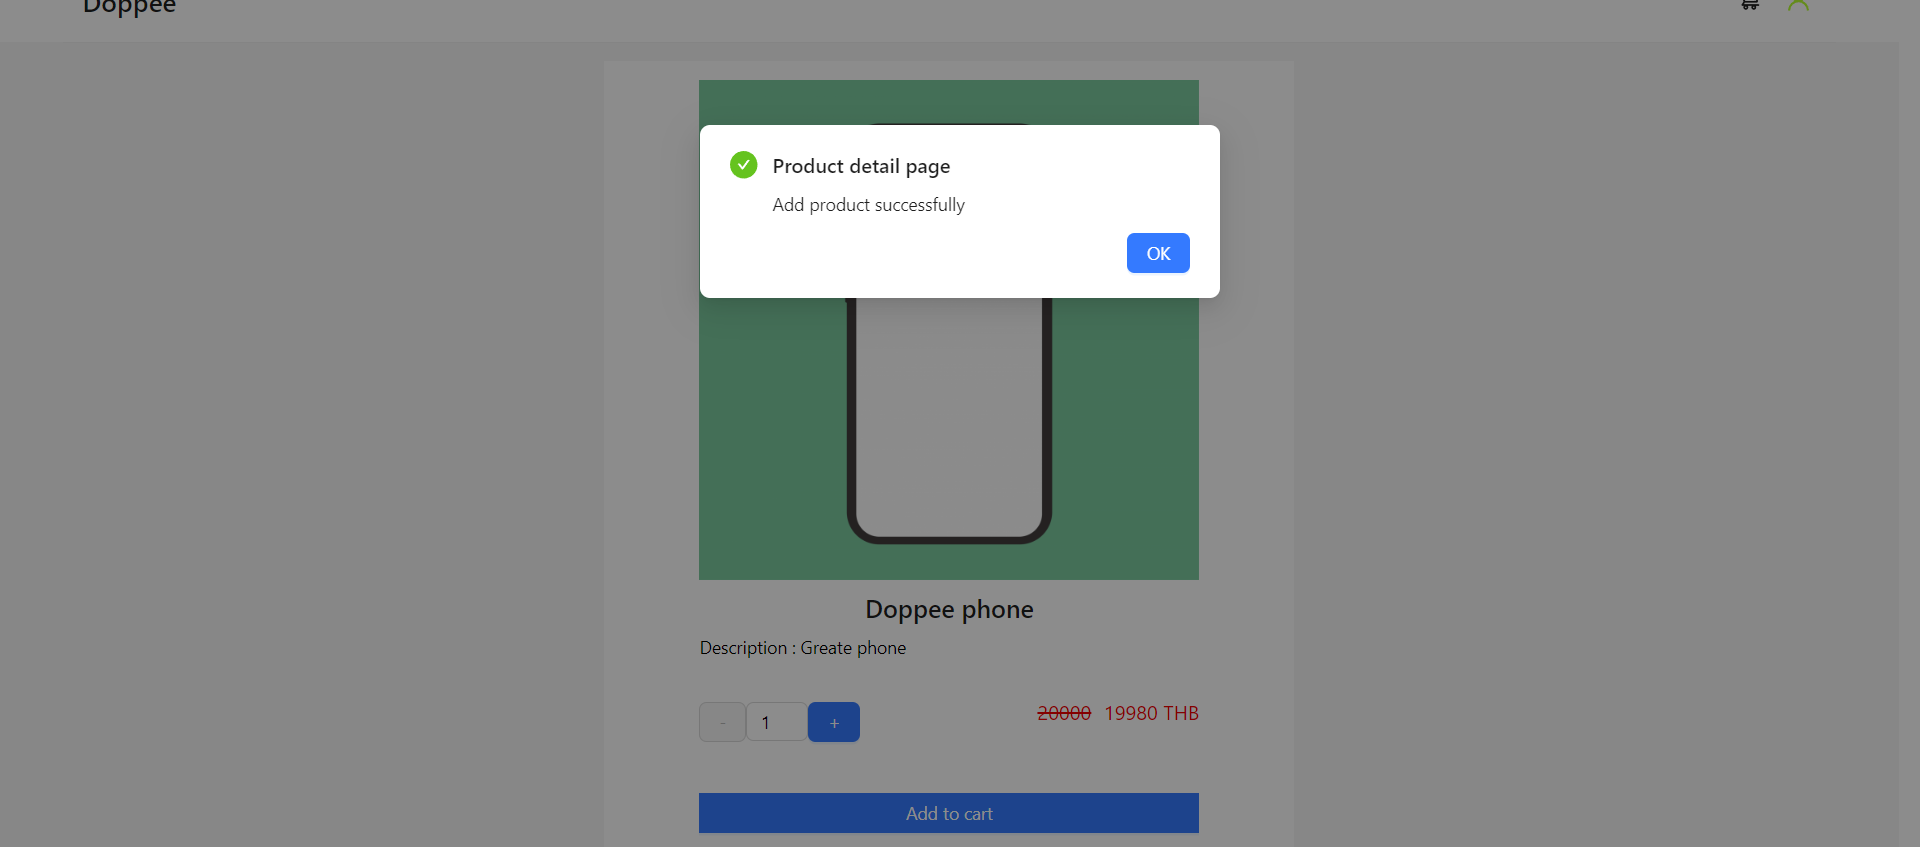 Doppee
Product detail page
Add product successfully
OK
Doppee phone
Description : Greate phone
- 1 + 20000 19980 THB
Add to cart